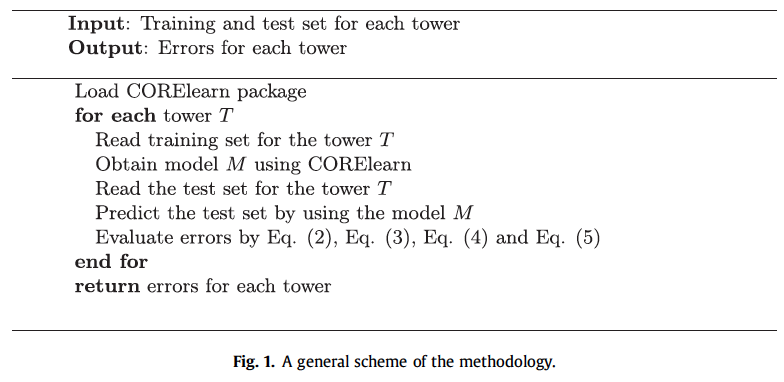 Input: Training and test set for each tower
Output: Errors for each tower
Load CORElearn package
for each tower T
Read training set for the tower T
Obtain model M using CORElearn
Read the test set for the tower T
Predict the test set by using the model M
Evaluate errors by Eq. (2), Eq. (3), Eq. (4) and Eq. (5)
end for
return errors for each tower
Fig. 1. A general scheme of the methodology.